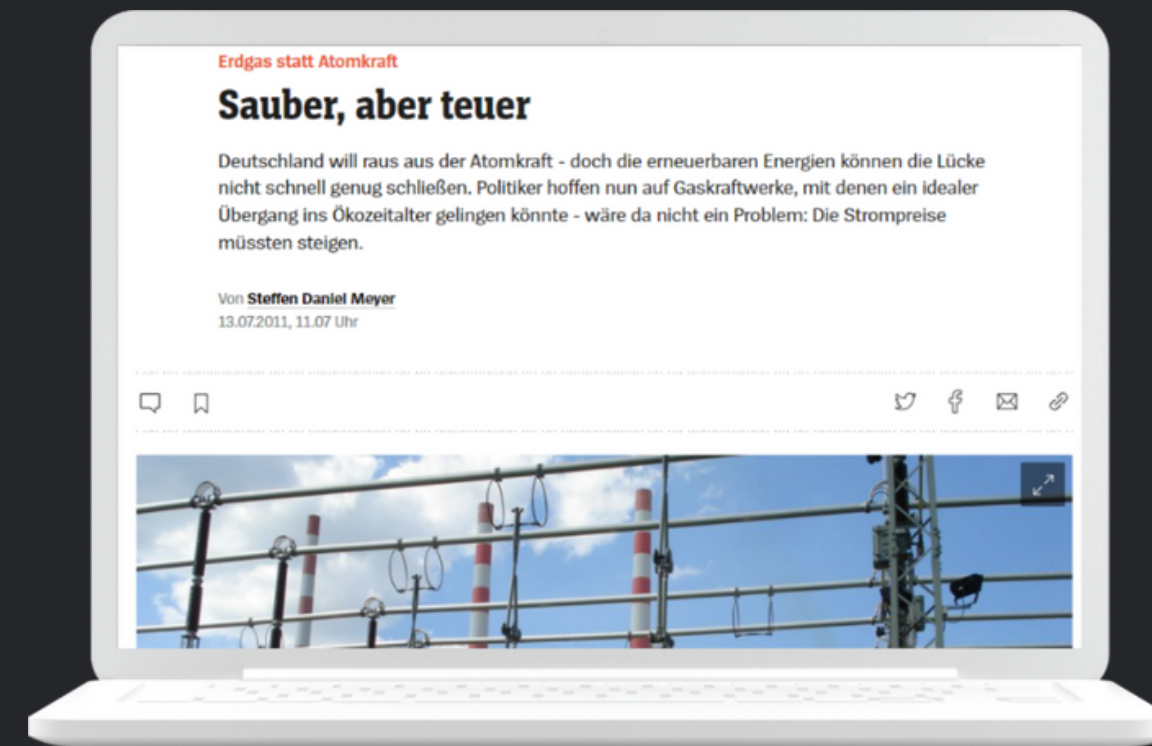 Erdgas statt Atomkraft
Sauber, aber teuer
Deutschland will raus aus der Atomkraft - doch die erneuerbaren Energien können die Lücke
nicht schnell genug schließen. Politiker hoffen nun auf Gaskraftwerke, mit denen ein idealer
Übergang ins Ökozeitalter gelingen könnte - wäre da nicht ein Problem: Die Strompreise
müssten steigen.
Von Steffen Daniel Meyer
13.07.2011, 11.07 Uhr